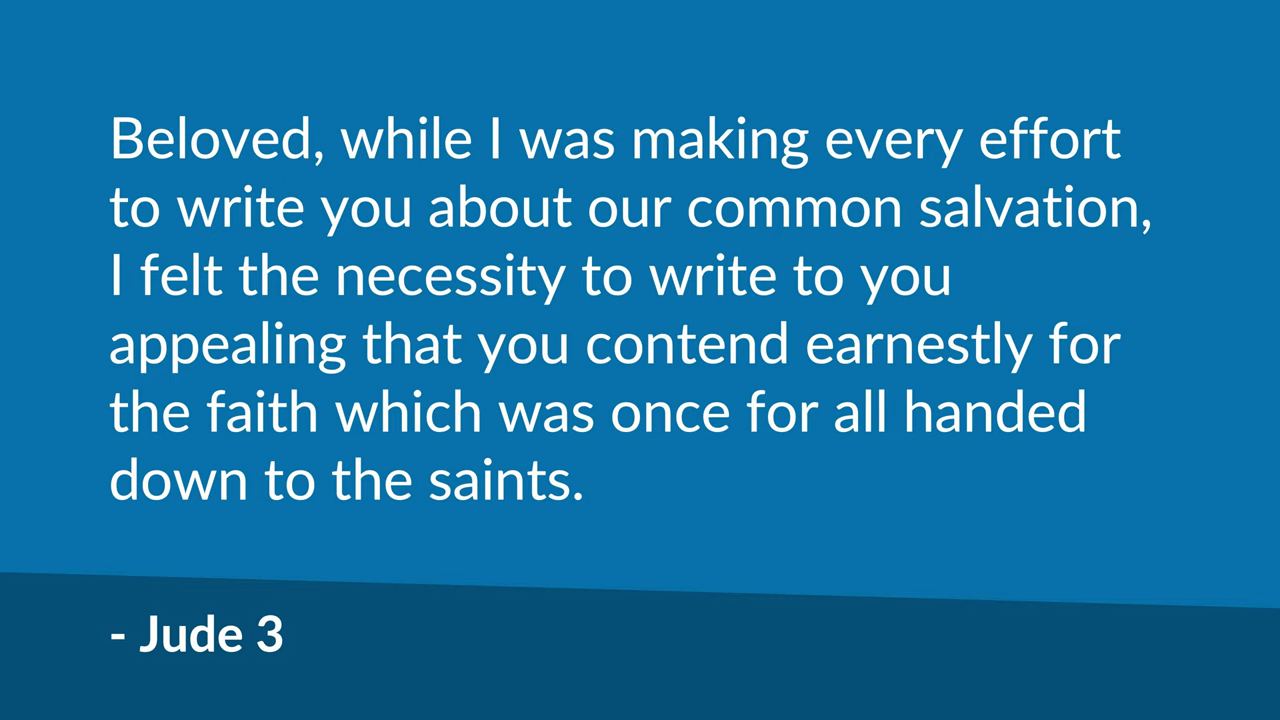 Beloved, while I was making every effort
to write you about our common salvation,
I felt the necessity to write to you
appealing that you contend earnestly for
the faith which was once for all handed
down to the saints.
- Jude 3